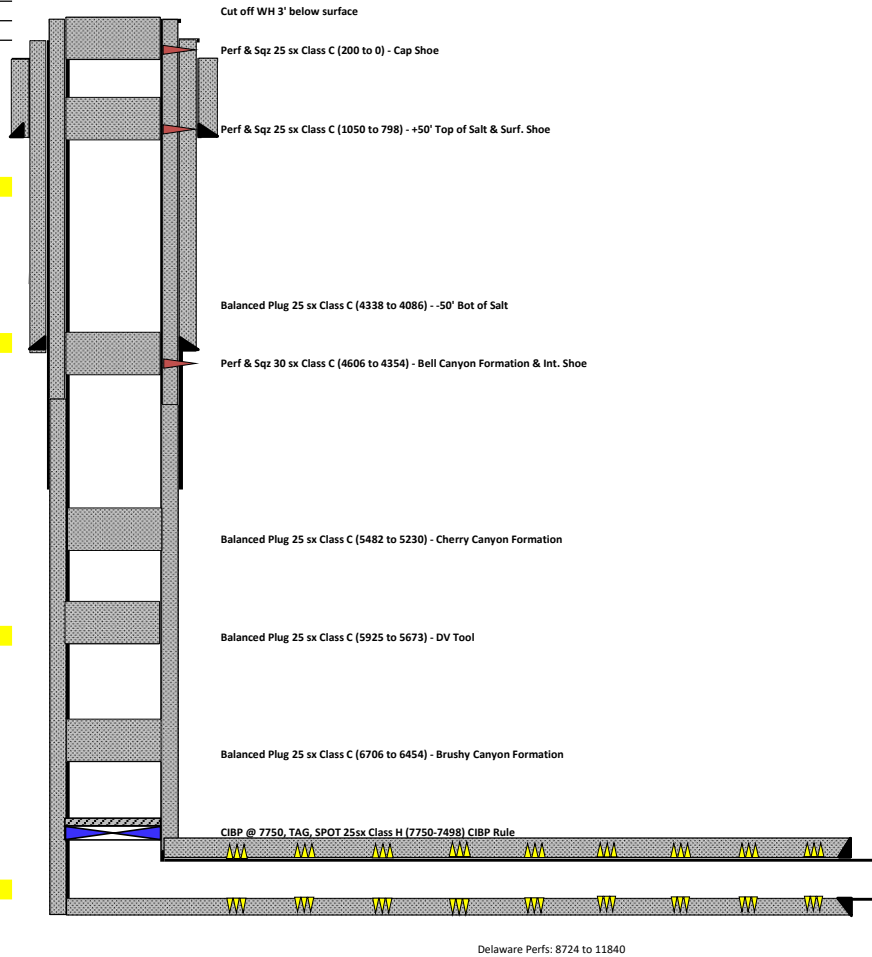 Cut off WH 3' below surface
Perf & Sqz 25 sx Class C (200 to 0) - Cap Shoe
Perf & Sqz 25 sx Class C (1050 to 798) - +50' Top of Salt & Surf. Shoe
Balanced Plug 25 sx Class C (4338 to 4086) - -50' Bot of Salt
Perf & Sqz 30 sx Class C (4606 to 4354) - Bell Canyon Formation & Int. Shoe
Balanced Plug 25 sx Class C (5482 to 5230) - Cherry Canyon Formation
Balanced Plug 25 sx Class C (5925 to 5673) - DV Tool
Balanced Plug 25 sx Class C (6706 to 6454) - Brushy Canyon Formation
CIBP @ 7750, TAG, SPOT 25sx Class H (7750-7498) CIBP Rule
Delaware Perfs: 8724 to 11840